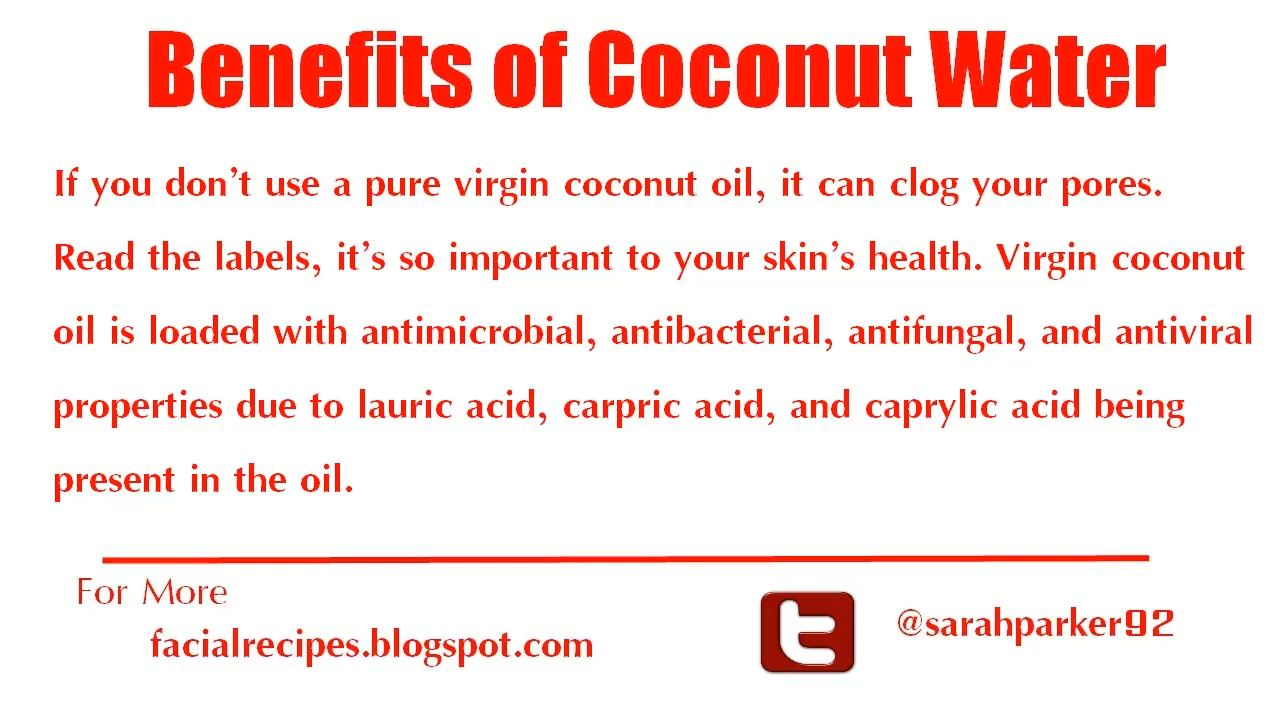 Benefits of Coconut Water
If you don't use a pure virgin coconut oil, it can clog your pores.
Read the labels, it's so important to your skin's health. Virgin coconut
oil is loaded with antimicrobial, antibacterial, antifungal, and antiviral
properties due to lauric acid, carpric acid, and caprylic acid being
present in the oil.
For More
facialrecipes.blogspot.com
@sarahparker92